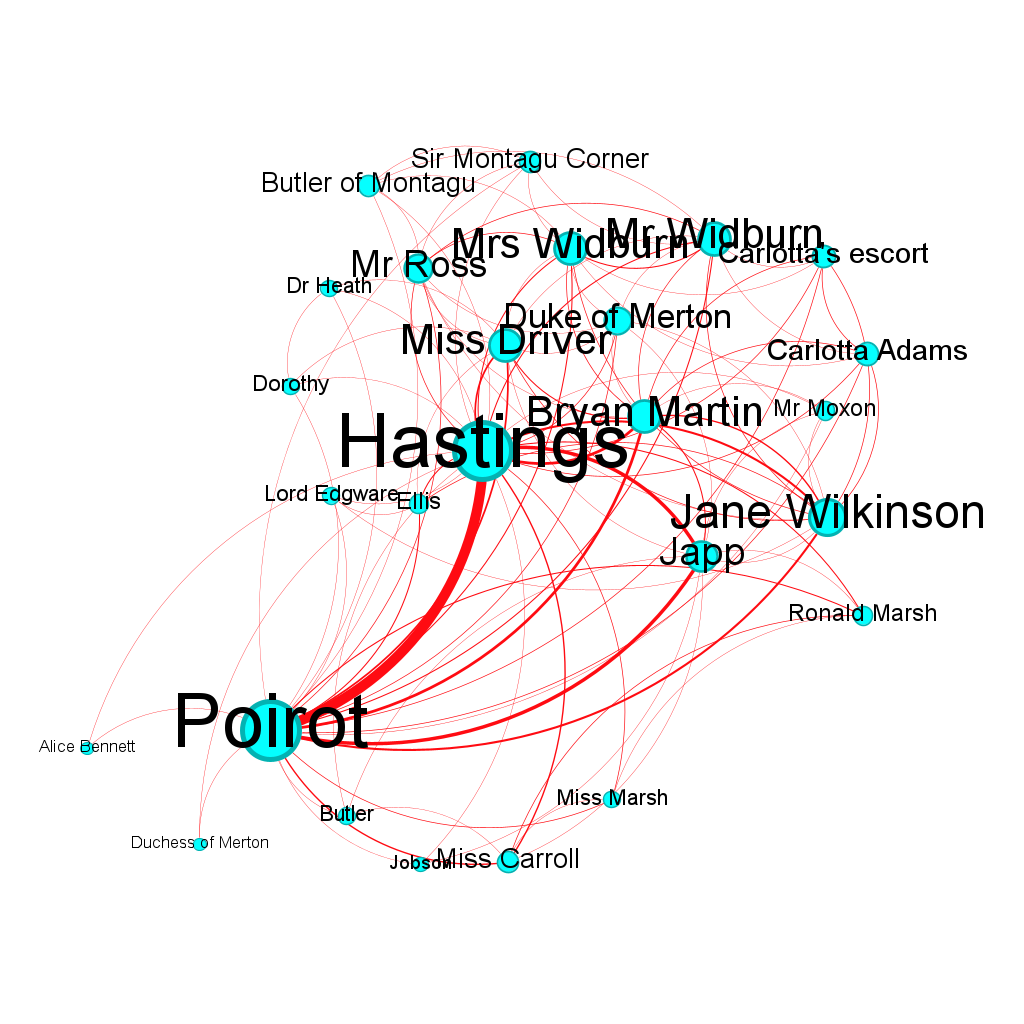 Sir Montagu Corner
Butler of Montagu
Mr Widburn
Mrs Widburn
Carlotta's escort
Mr Ross
Dr Heath
Duke of Merton
Miss Driver
Carlotta Adams
Dorothy
Mr Moxon
Bryan Martin
Hastings
Lord Edgware
Ellis
Jane Wilkinson
Japp
Ronald Marsh
Poirot
Alice Bennett
Miss Marsh
Butler
Duchess of Merton
Jobson
Miss Carroll